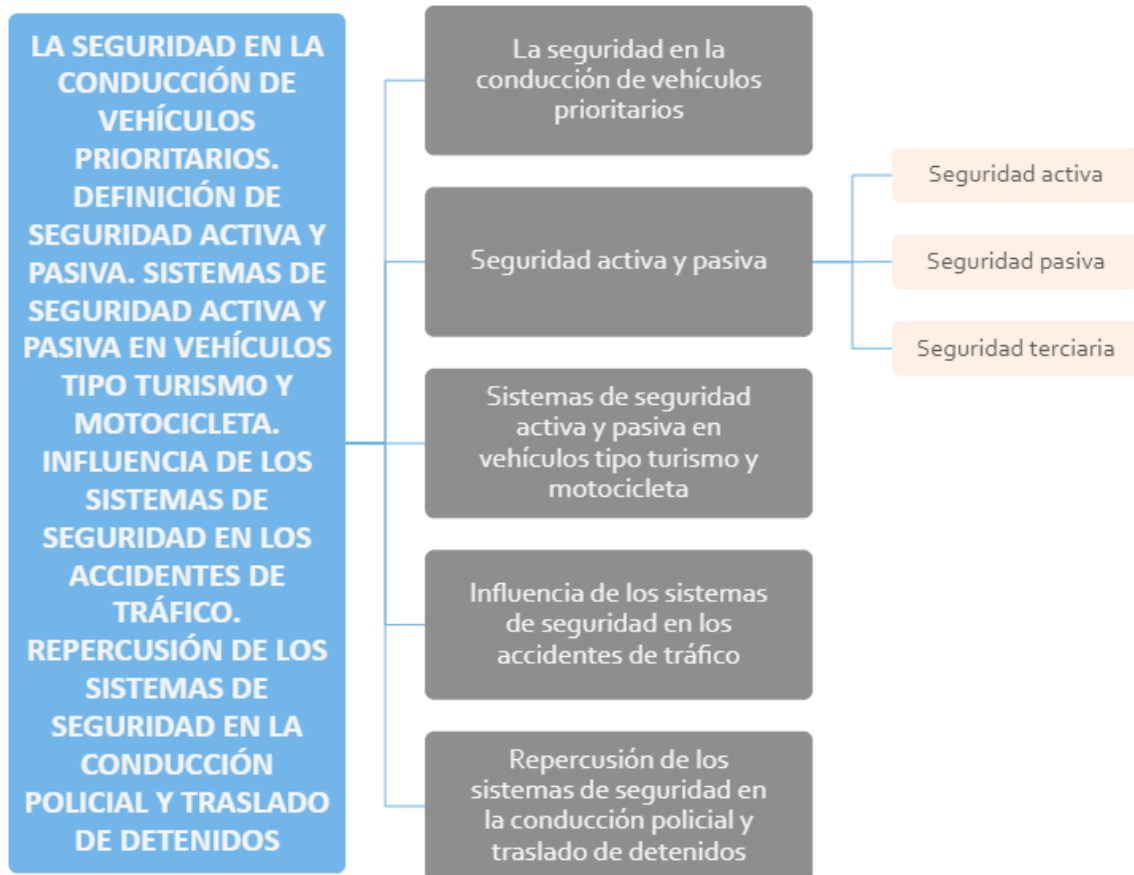 LA SEGURIDAD EN LA
CONDUCCIÓN DE
VEHÍCULOS
PRIORITARIOS.
DEFINICIÓN DE
SEGURIDAD ACTIVA Y
PASIVA. SISTEMAS DE
SEGURIDAD ACTIVA Y
PASIVA EN VEHÍCULOS
TIPO TURISMO Y
MOTOCICLETA.
INFLUENCIA DE LOS
SISTEMAS DE
SEGURIDAD EN LOS
ACCIDENTES DE
TRÁFICO.
REPERCUSIÓN DE LOS
SISTEMAS DE
SEGURIDAD EN LA
CONDUCCIÓN
POLICIAL Y TRASLADO
DE DETENIDOS
La seguridad en la
conducción de vehículos
prioritarios
Seguridad activa y pasiva
Seguridad activa
Seguridad pasiva
Seguridad terciaria
Sistemas de seguridad
activa y pasiva en
vehículos tipo turismo y
motocicleta
Influencia de los sistemas
de seguridad en los
accidentes de tráfico
Repercusión de los
sistemas de seguridad en
la conducción policial y
traslado de detenidos